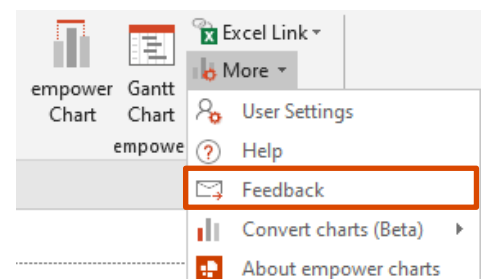 Excel Link
More
empower Chart
Gantt Chart
empowe
User Settings
Help
Feedback
Convert charts (Beta)
About empower charts